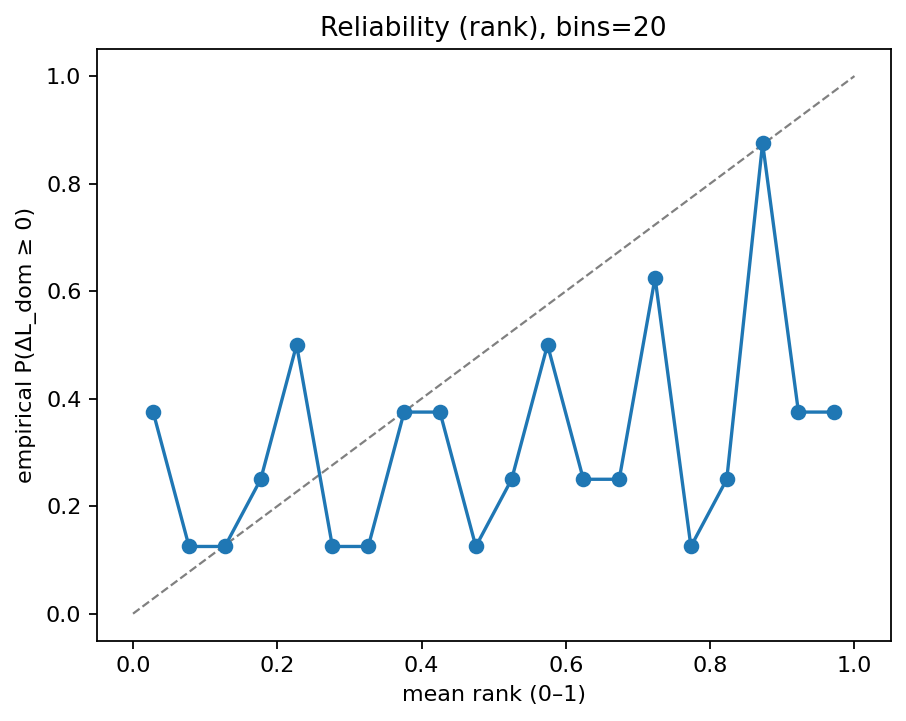 Reliability (rank), bins=20
empirical P(ΔL_dom ≥ 0)
1.0
0.8
0.6
0.4
0.2
0.0
0.0 0.2 0.4 0.6 0.8 1.0
mean rank (0–1)